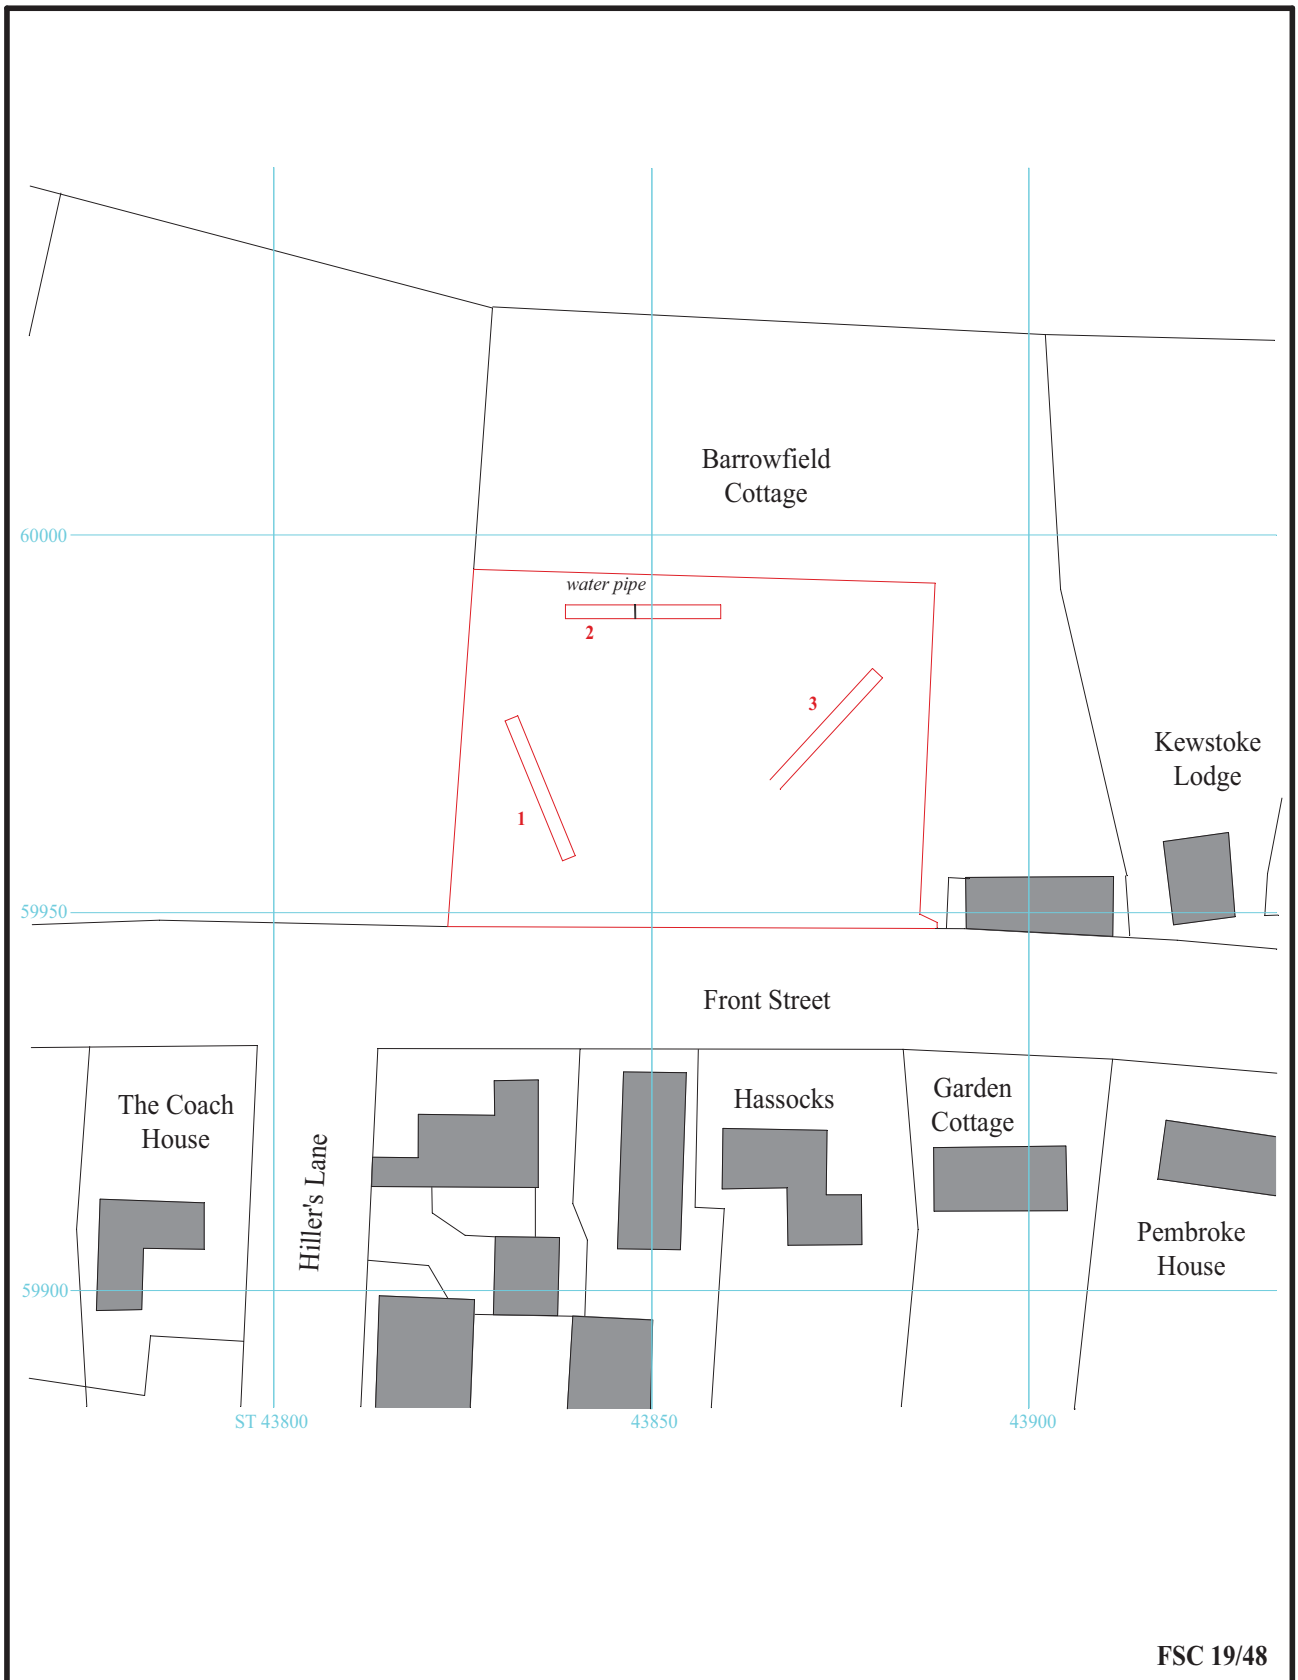 Barrowfield
Cottage
60000
water pipe
2
3
Kewstoke
Lodge
1
59950
Front Street
The Coach
House
Hiller's Lane
Hassocks
Garden
Cottage
Pembroke
House
59900
ST 43800
43850
43900
FSC 19/48